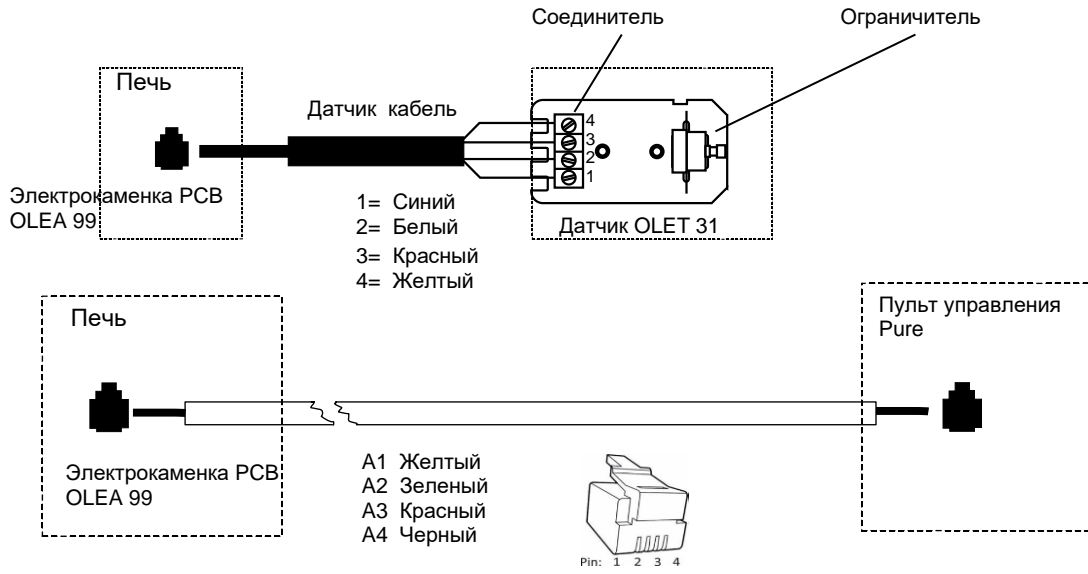 Соединитель
Ограничитель
Печь
Датчик кабель
4
3
2
1
Электрокаменка PCB
OLEA 99
1= Синий
2= Белый
3= Красный
4= Желтый
Датчик OLET 31
Печь
Пульт управления
Pure
Электрокаменка PCB
OLEA 99
A1 Желтый
A2 Зеленый
A3 Красный
A4 Черный
Pin: 1 2 3 4